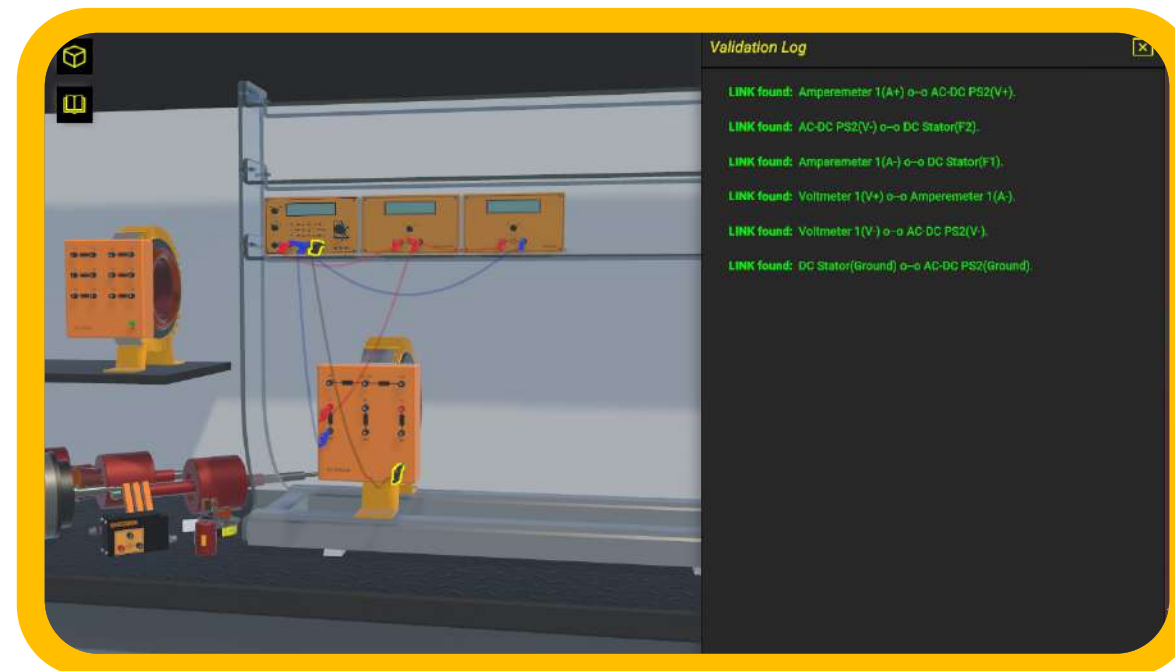 Validation Log
LINK found: Amperemeter 1(A+) o--o AC-DC PS2(V+).
LINK found: AC-DC PS2(V-) o--o DC Stator(F2).
LINK found: Amperemeter 1(A-) o--o DC Stator(F1).
LINK found: Voltmeter 1(V+) o--o Amperemeter 1(A-).
LINK found: Voltmeter 1(V-) o--o AC-DC PS2(V-).
LINK found: DC Stator(Ground) o--o AC-DC PS2(Ground).